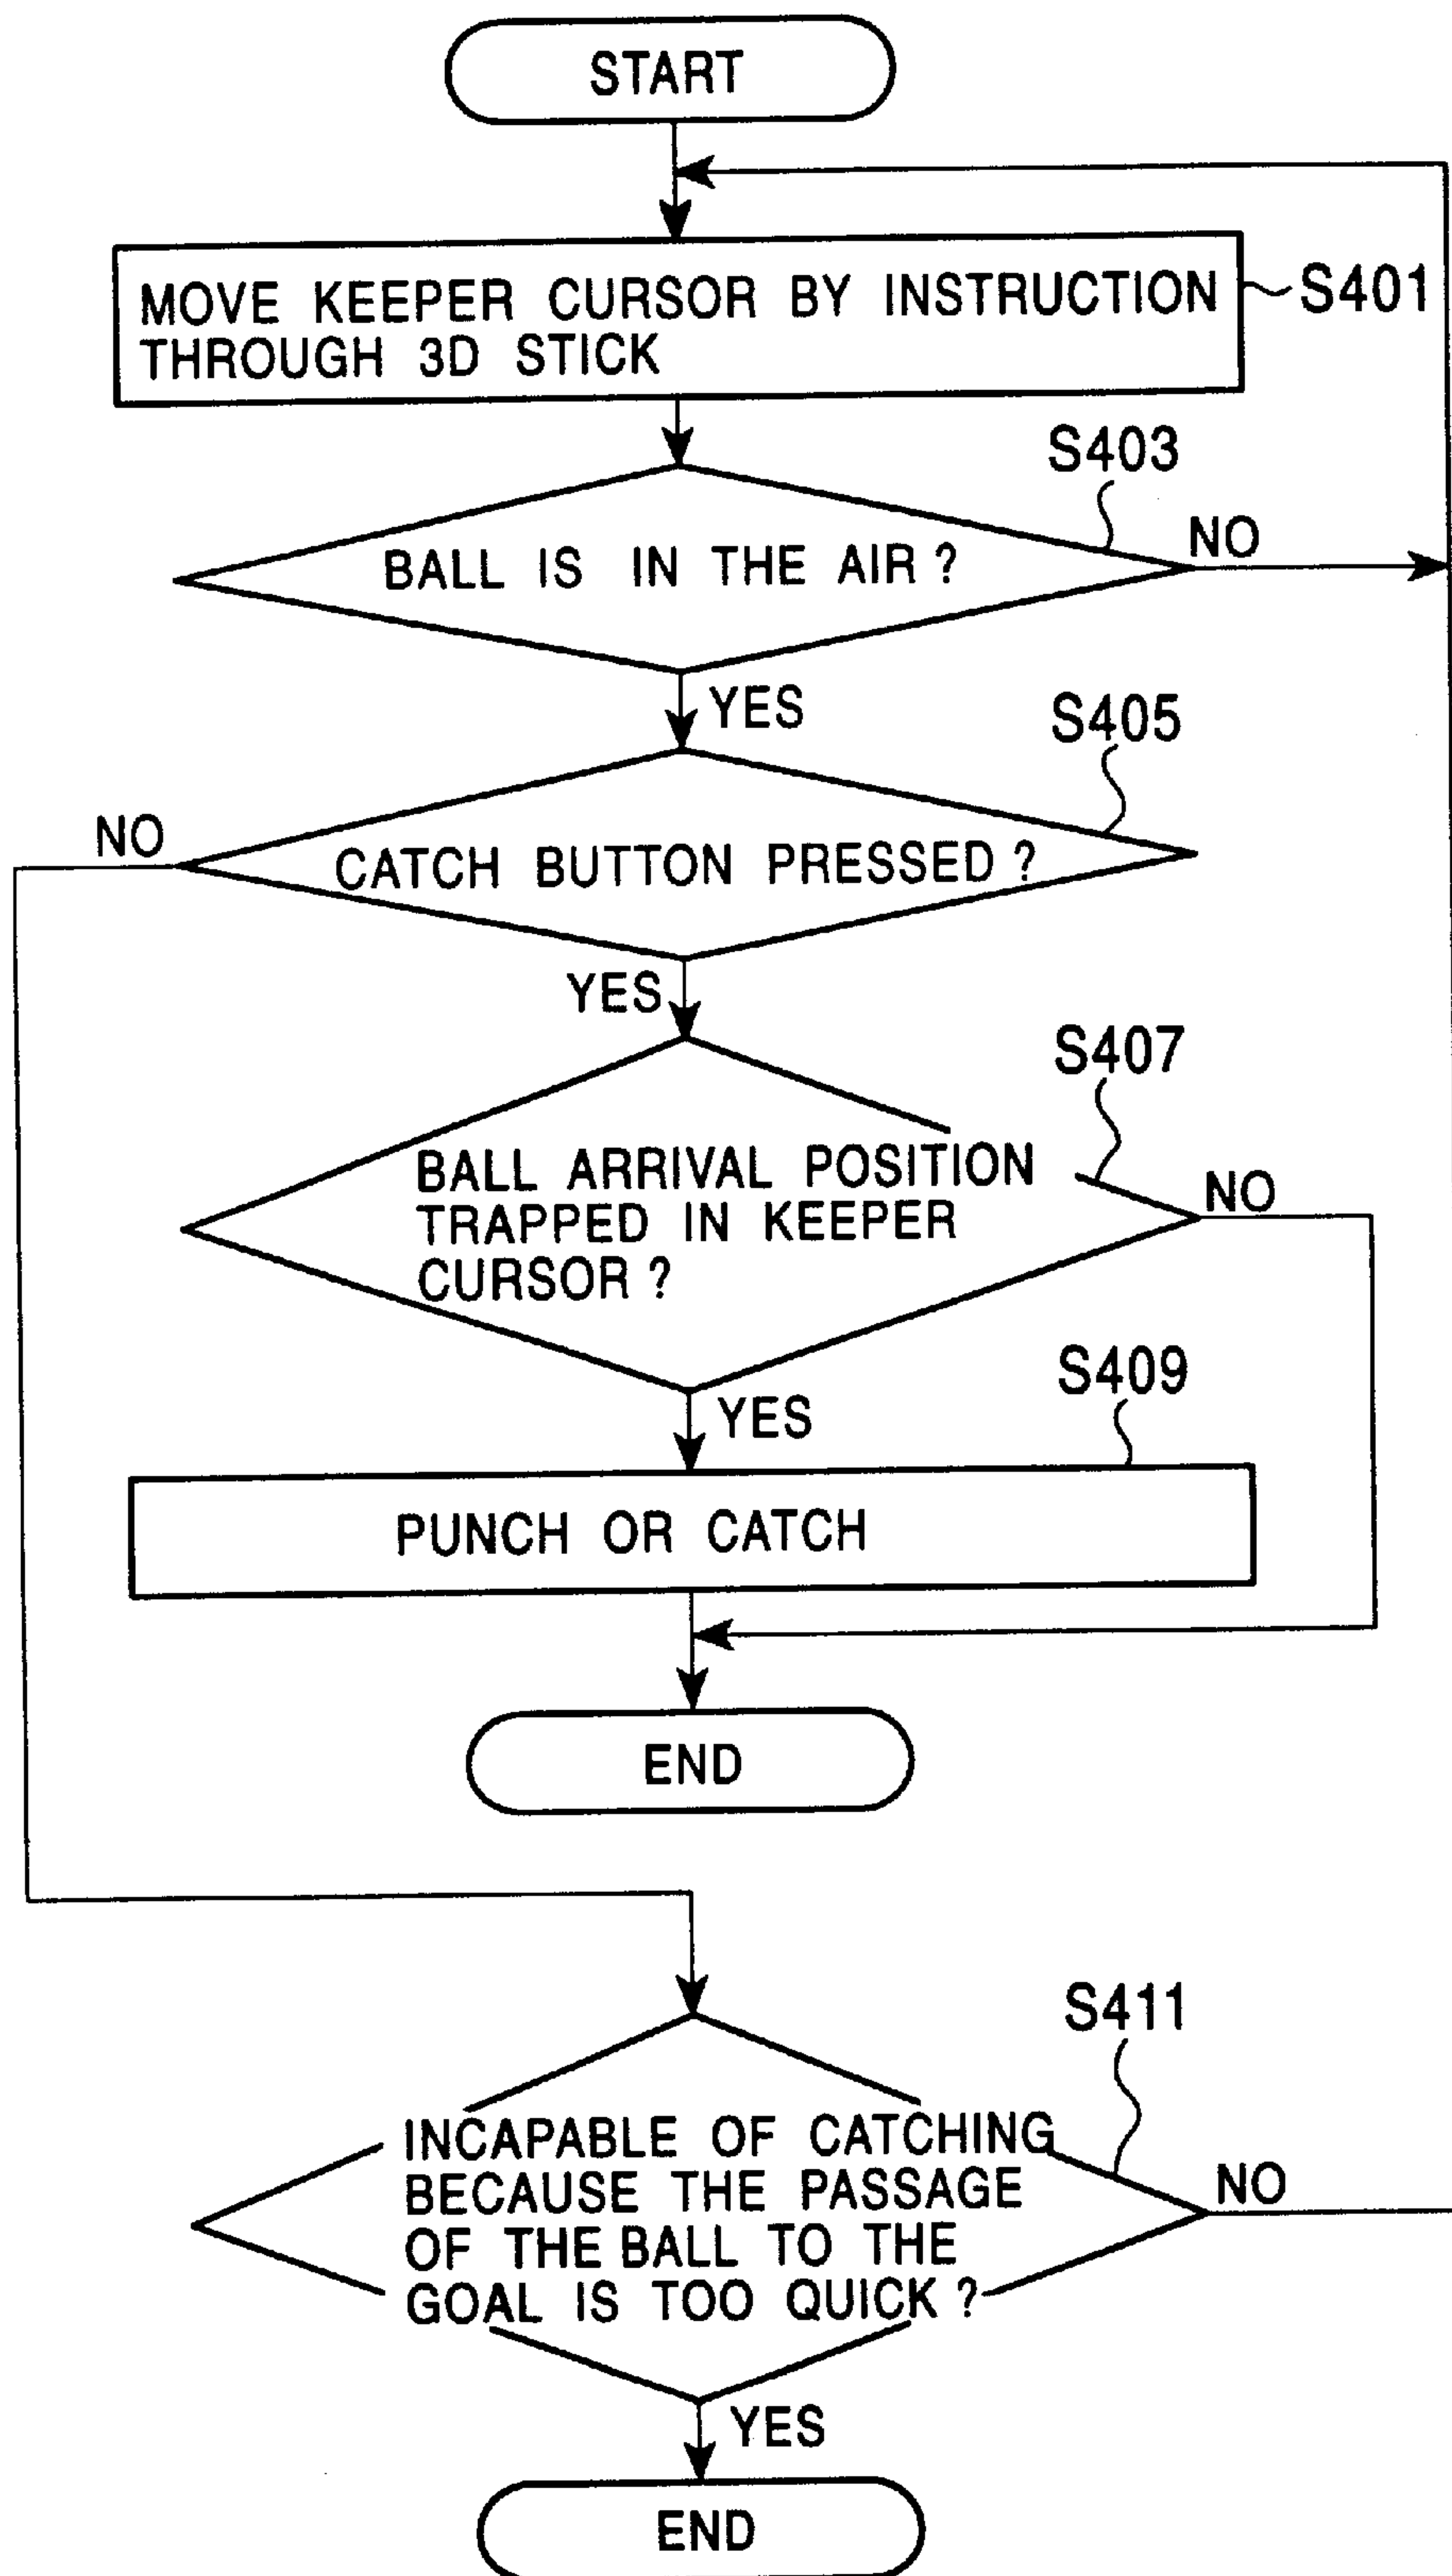 START
MOVE KEEPER CURSOR BY INSTRUCTION
THROUGH 3D STICK
S401
S403
BALL IS IN THE AIR ?
NO
YES
S405
NO
CATCH BUTTON PRESSED ?
YES
S407
BALL ARRIVAL POSITION
TRAPPED IN KEEPER
CURSOR ?
NO
YES
S409
PUNCH OR CATCH
END
S411
INCAPABLE OF CATCHING
BECAUSE THE PASSAGE
OF THE BALL TO THE
GOAL IS TOO QUICK ?
NO
YES
END